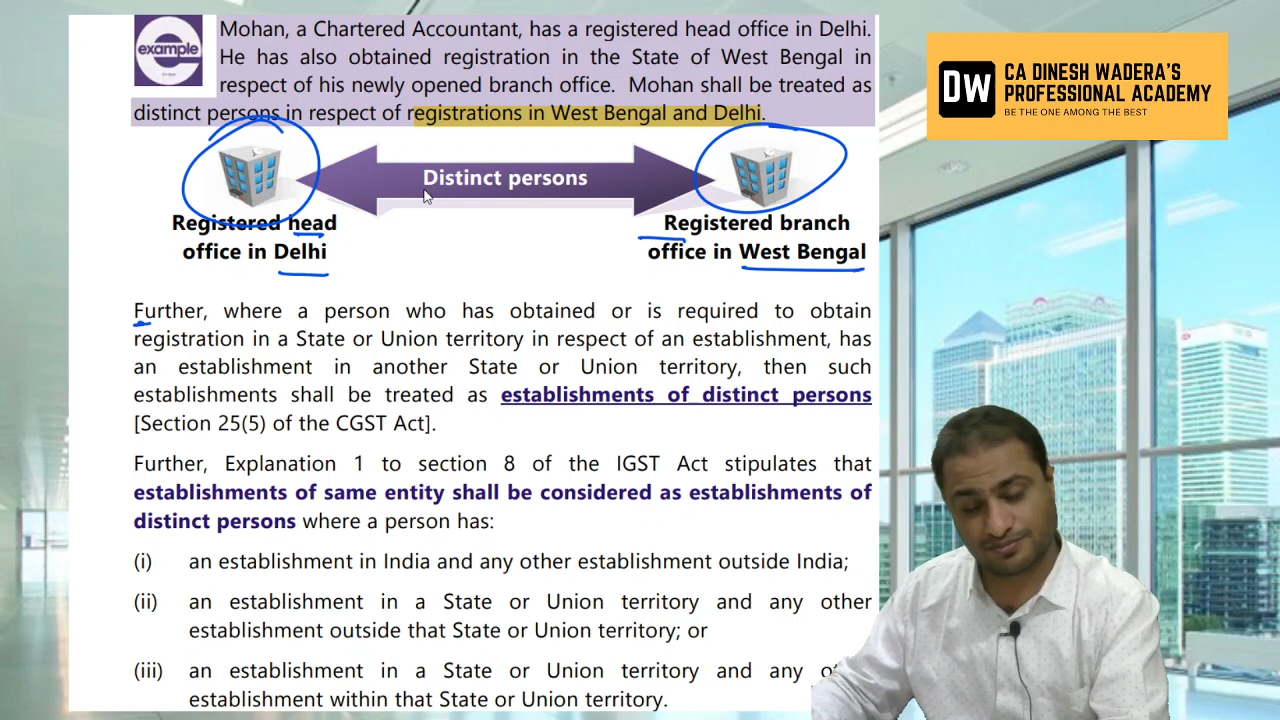 example
Mohan, a Chartered Accountant, has a registered head office in Delhi.
He has also obtained registration in the State of West Bengal in
respect of his newly opened branch office. Mohan shall be treated as
distinct persons in respect of registrations in West Bengal and Delhi.
Distinct persons
Registered head
office in Delhi
Registered branch
office in West Bengal
Further, where a person who has obtained or is required to obtain
registration in a State or Union territory in respect of an establishment, has
an establishment in another State or Union territory, then such
establishments shall be treated as establishments of distinct persons
[Section 25(5) of the CGST Act].
Further, Explanation 1 to section 8 of the IGST Act stipulates that
establishments of same entity shall be considered as establishments of
distinct persons where a person has:
(i) an establishment in India and any other establishment outside India;
(ii) an establishment in a State or Union territory and any other
establishment outside that State or Union territory; or
(iii) an establishment in a State or Union territory and any
establishment within that State or Union territory.
DW
CA DINESH WADERA'S
PROFESSIONAL ACADEMY
BE THE ONE AMONG THE BEST